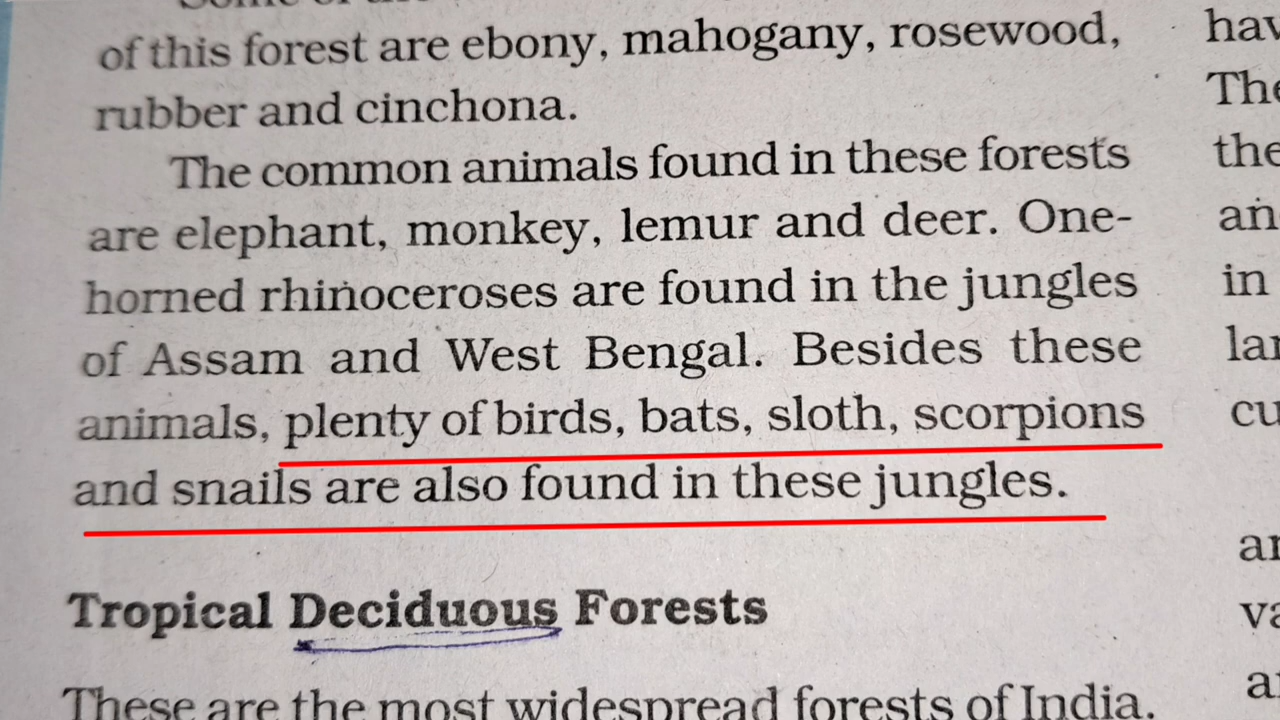 of this forest are ebony, mahogany, rosewood,
rubber and cinchona.
The common animals found in these forests
are elephant, monkey, lemur and deer. One-
horned rhinoceroses are found in the jungles
of Assam and West Bengal. Besides these
animals, plenty of birds, bats, sloth, scorpions
and snails are also found in these jungles.
Tropical Deciduous Forests
These are the most widespread forests of India.